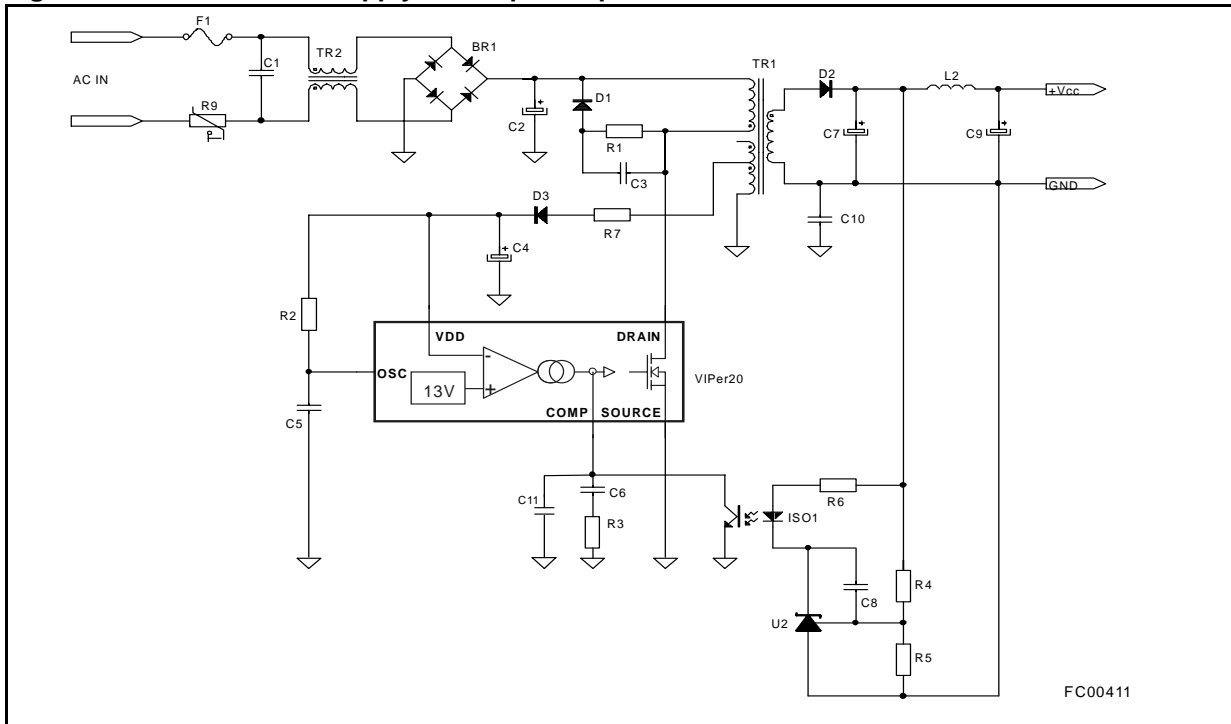 F1
TR2
BR1
TR1
C1
AC IN
R9
T°
D1
C2
R1
C3
D2
L2
+Vcc
C7
C9
GND
C10
D3
R7
C4
R2
VDD
DRAIN
OSC
-
+
13V
VIPer20
COMP SOURCE
C5
C11
C6
R3
R6
ISO1
C8
R4
U2
R5
FC00411